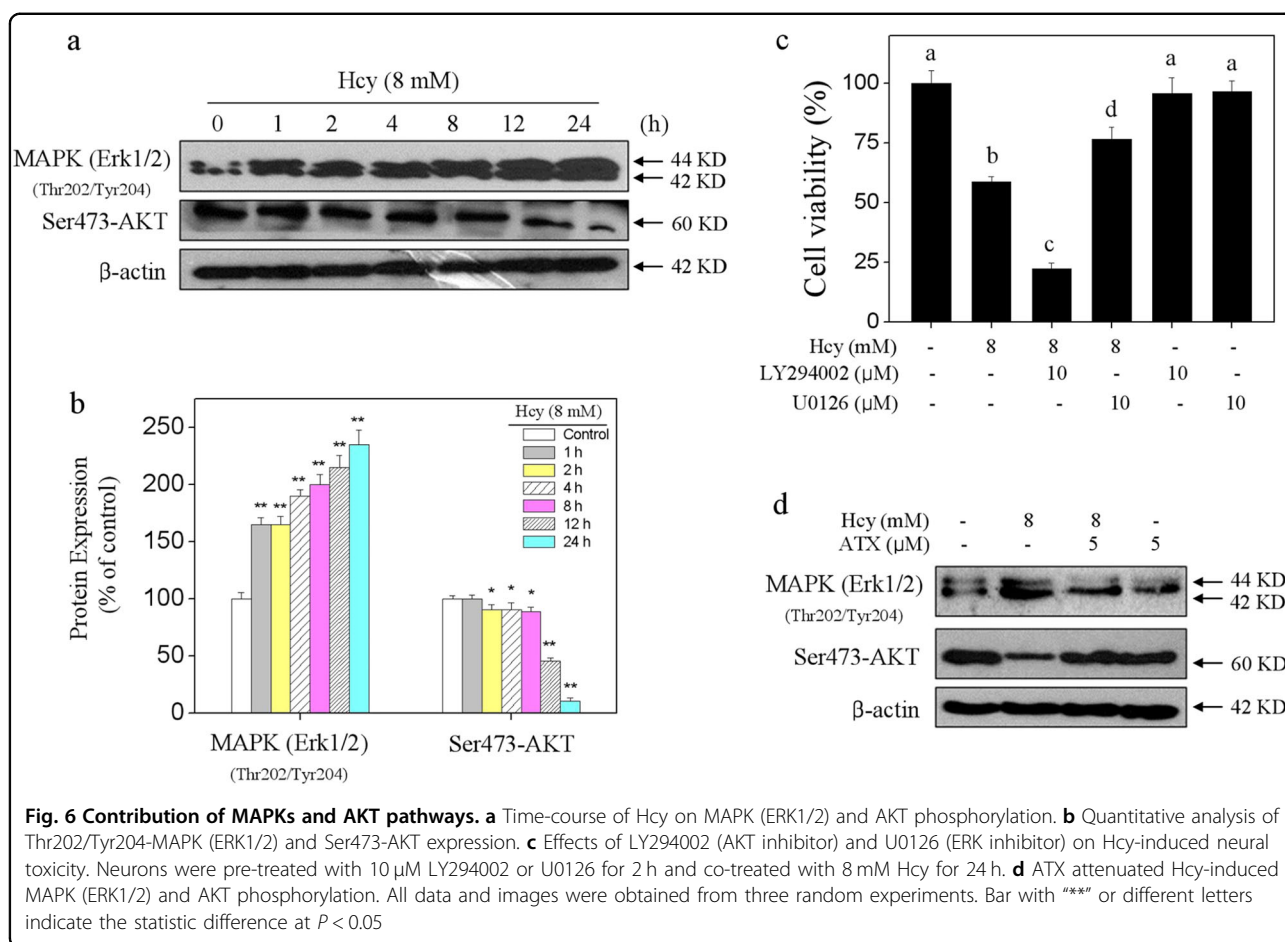 a
Hcy (8 mM)
0 1 2 4 8 12 24 (h)
MAPK (Erk1/2)
(Thr202/Tyr204)
44 KD
42 KD
Ser473-AKT
60 KD
β-actin
42 KD
b
Protein Expression
(% of control)
250
200
150
100
50
0
** ** ** ** ** **
* * * ** **
Hcy (8 mM)
Control
1 h
2 h
4 h
8 h
12 h
24 h
MAPK (Erk1/2)
(Thr202/Tyr204)
Ser473-AKT
c
Cell viability (%)
100
75
50
25
0
a b c d a a
Hcy (mM) - 8 8 8 - -
LY294002 (μM) - - 10 - 10 -
U0126 (μM) - - - 10 - 10
d
Hcy (mM) - 8 8 -
ATX (μM) - - 5 5
MAPK (Erk1/2)
(Thr202/Tyr204)
44 KD
42 KD
Ser473-AKT
60 KD
β-actin
42 KD
Fig. 6 Contribution of MAPKs and AKT pathways. a Time-course of Hcy on MAPK (ERK1/2) and AKT phosphorylation. b Quantitative analysis of
Thr202/Tyr204-MAPK (ERK1/2) and Ser473-AKT expression. c Effects of LY294002 (AKT inhibitor) and U0126 (ERK inhibitor) on Hcy-induced neural
toxicity. Neurons were pre-treated with 10 μM LY294002 or U0126 for 2 h and co-treated with 8 mM Hcy for 24 h. d ATX attenuated Hcy-induced
MAPK (ERK1/2) and AKT phosphorylation. All data and images were obtained from three random experiments. Bar with "**" or different letters
indicate the statistic difference at P < 0.05